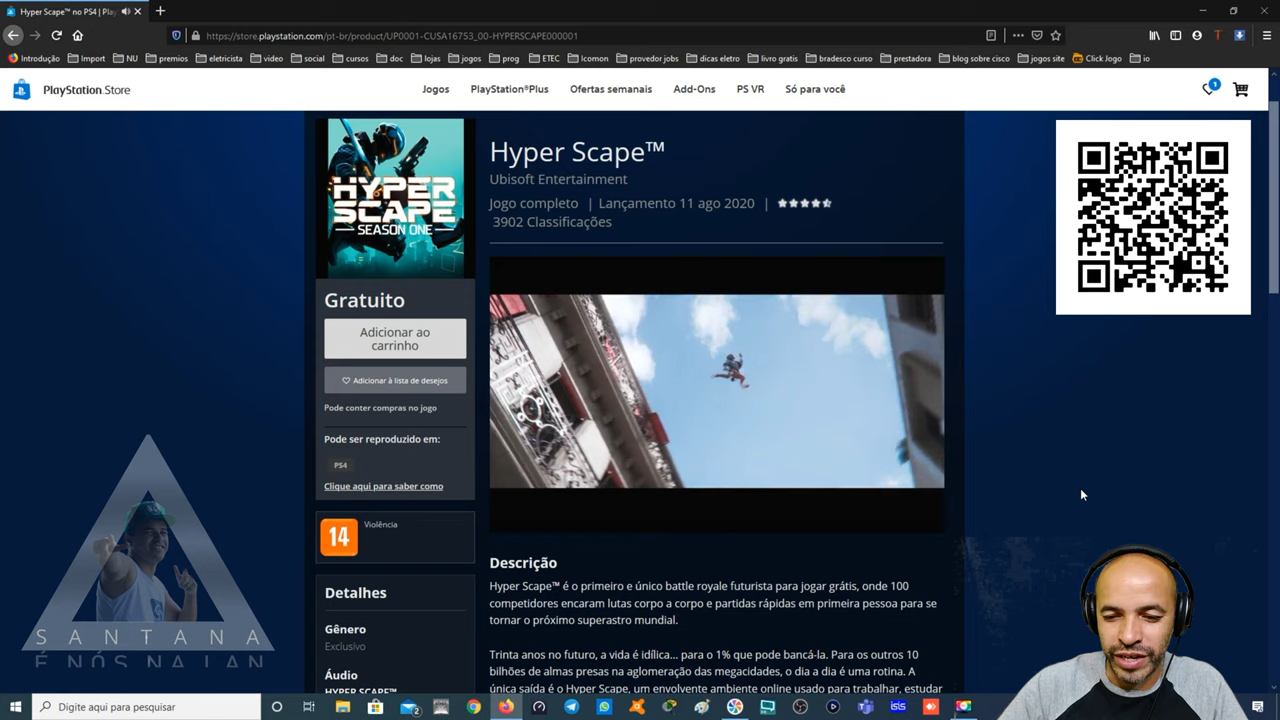 Hyper Scape™ no PS4 | Play
https://store.playstation.com/pt-br/product/UP0001-CUSA16753_00-HYPERSCAPE000001
Introdução Import NU premios eletricista video social cursos doc lojas jogos prog ETEC Icomon provedor jobs dicas eletro livro gratis bradesco curso prestadora blog sobre cisco jogos site Click Jogo io
PlayStation Store
Jogos PlayStation®Plus Ofertas semanais Add-Ons PS VR Só para você
1
HYPER
SCAPE
SEASON ONE
Hyper Scape™
Ubisoft Entertainment
Jogo completo | Lançamento 11 ago 2020 |
3902 Classificações
Gratuito
Adicionar ao
carrinho
Adicionar à lista de desejos
Pode conter compras no jogo
Pode ser reproduzido em:
PS4
Clique aqui para saber como
14
Violência
Detalhes
Gênero
Exclusivo
Áudio
HYPER SCAPE™
Descrição
Hyper Scape™ é o primeiro e único battle royale futurista para jogar grátis, onde 100
competidores encaram lutas corpo a corpo e partidas rápidas em primeira pessoa para se
tornar o próximo superastro mundial.
Trinta anos no futuro, a vida é idílica... para o 1% que pode bancá-la. Para os outros 10
bilhões de almas presas na aglomeração das megacidades, o dia a dia é uma rotina. A
única saída é o Hyper Scape, um envolvente ambiente online usado para trabalhar, estudar
SANTANA
É NÓS NA LAN
Digite aqui para pesquisar
2
isis